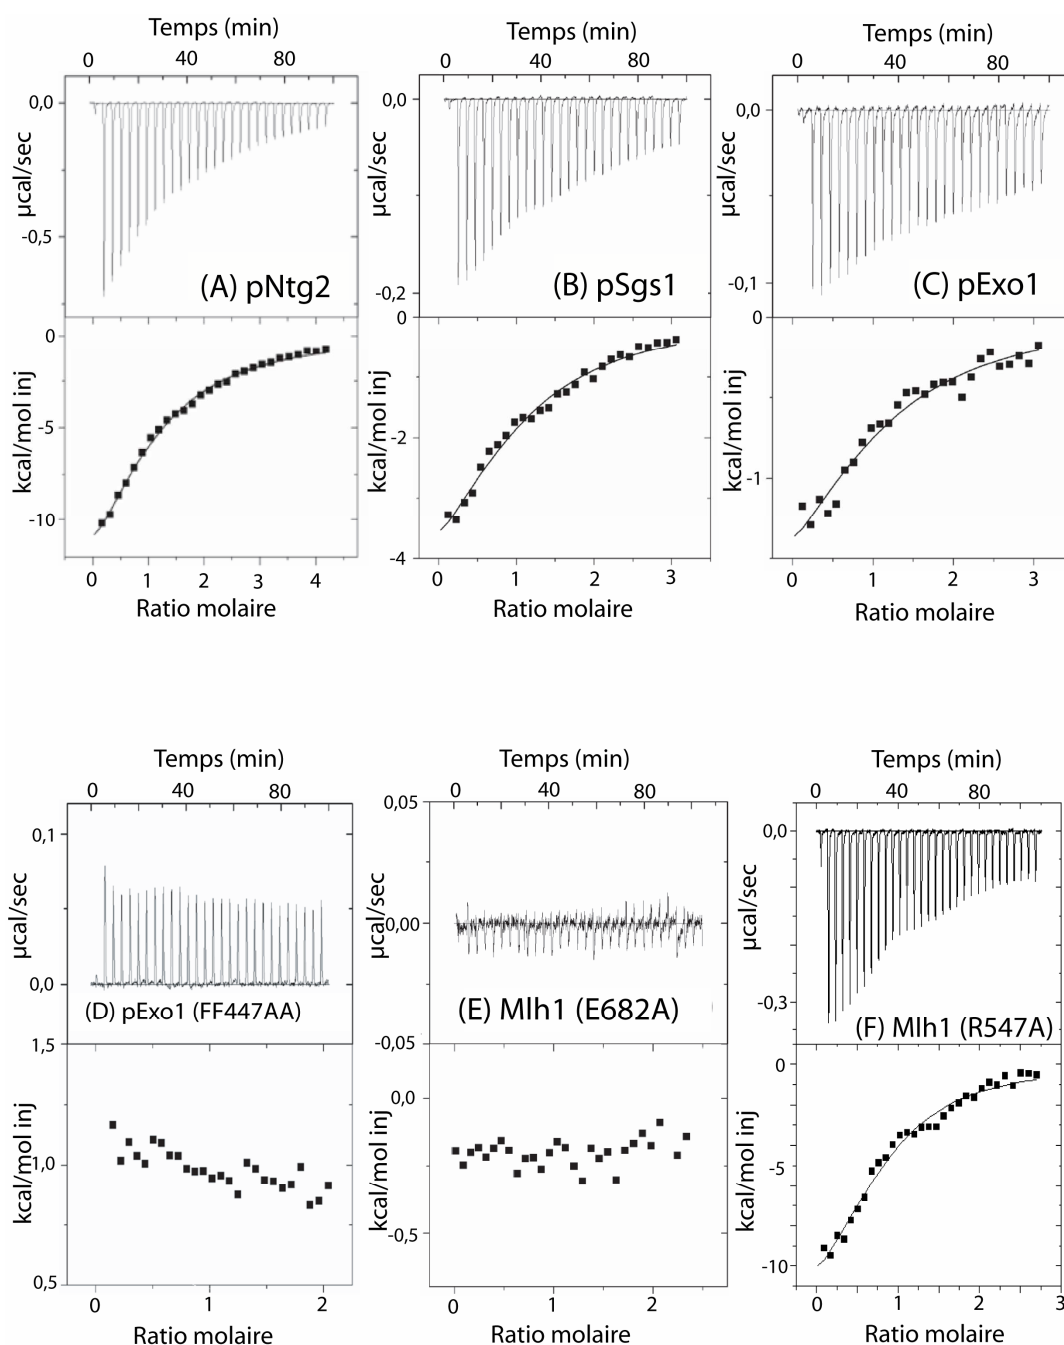 Temps (min) Temps (min) Temps (min)
0 40 80 0 40 80 0 40 80
0,0 0,0 0,0
µcal/sec µcal/sec µcal/sec
-0,5 -0,2 -0,1
(A) pNtg2 (B) pSgs1 (C) pExo1
0 0 0
-5 -2 -1
-10 -4
kcal/mol inj kcal/mol inj kcal/mol inj
0 1 2 3 4 0 1 2 3 0 1 2 3
Ratio molaire Ratio molaire Ratio molaire
Temps (min) Temps (min) Temps (min)
0 40 80 0 40 80 0 40 80
0,1 0,05 0,0
µcal/sec µcal/sec µcal/sec
0,0 0,00 -0,3
(D) pExo1 (FF447AA) (E) Mlh1 (E682A) (F) Mlh1 (R547A)
1,5 -0,05 0
1,0 0,0 -5
0,5 -0,5 -10
kcal/mol inj kcal/mol inj kcal/mol inj
0 1 2 0 1 2 0 1 2 3
Ratio molaire Ratio molaire Ratio molaire